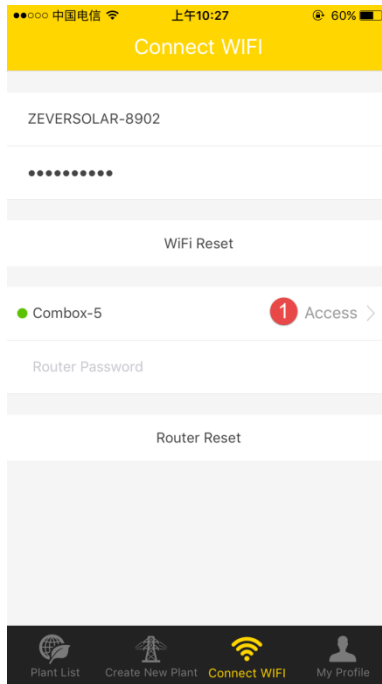 中国电信 上午10:27 60%
Connect WIFI
ZEVERSOLAR-8902
WiFi Reset
Combox-5 1 Access
Router Password
Router Reset
Plant List Create New Plant Connect WIFI My Profile